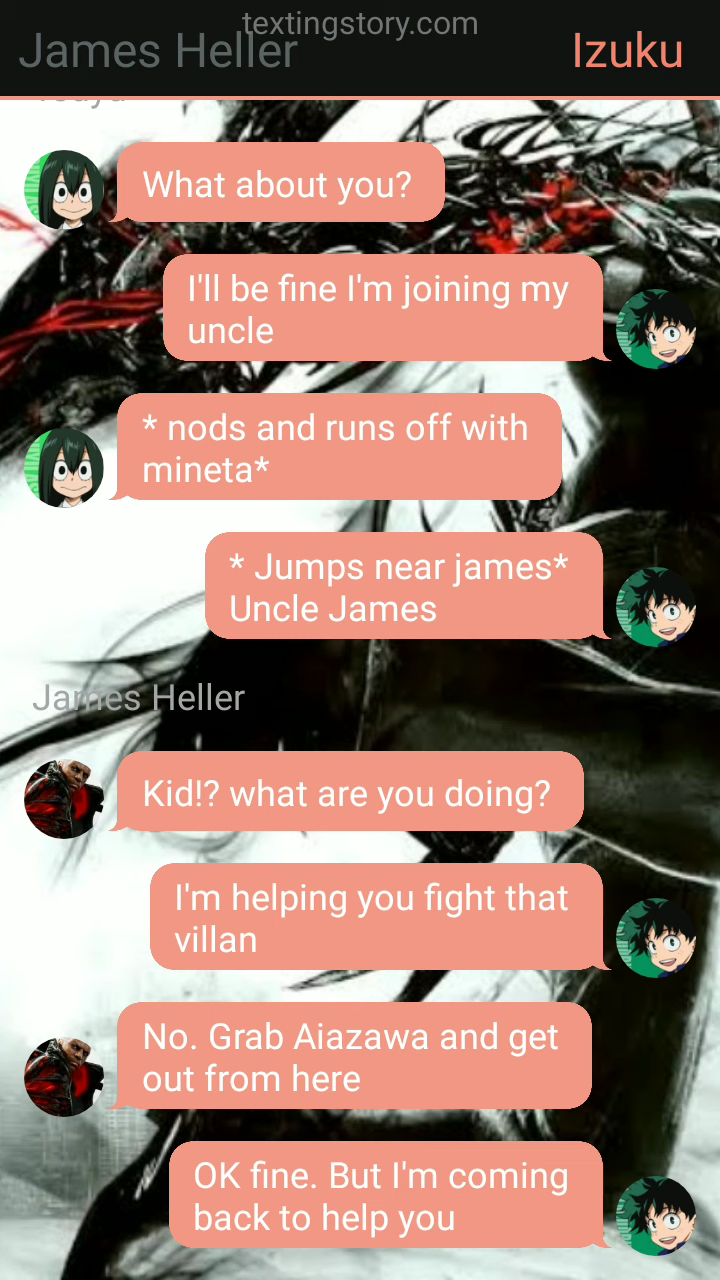 textingstory.com
James Heller
Izuku
What about you?
I'll be fine I'm joining my
uncle
* nods and runs off with
mineta*
* Jumps near james*
Uncle James
James Heller
Kid!? what are you doing?
I'm helping you fight that
villan
No. Grab Aiazawa and get
out from here
OK fine. But I'm coming
back to help you